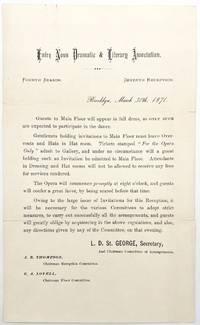 Fairy Nown Dramatic & Literary Association.
Fourth Season.
Seventh Reception.
Brooklyn, March 30th, 1871.
Guests to Main Floor will appear in full dress, as only such
are expected to participate in the dance.
Gentlemen holding invitations to Main Floor must leave Over-
coats and Hats in Hat room. Tickets stamped "For the Opera
Only" admit to Gallery, and under no circumstance will a guest
holding such an Invitation be admitted to Main Floor. Attendants
in Dressing and Hat rooms will not be allowed to receive any fees
for services rendered.
The Opera will commence promptly at eight o'clock, and guests
will confer a great favor, by being seated before that time.
Owing to the large issue of Invitations for this Reception, it
will be necessary for the various Committees to adopt strict
measures, to carry out successfully all the arrangements, and guests
will greatly oblige by acquiescing in the above regulations, and also,
any directions given by any of the Committee, on that evening.
L. D. St. GEORGE, Secretary,
And Chairman Committee of Arrangements.
J. E. THOMPSON,
Chairman Reception Committee.
G. A. LOVELL,
Chairman Floor Committee.